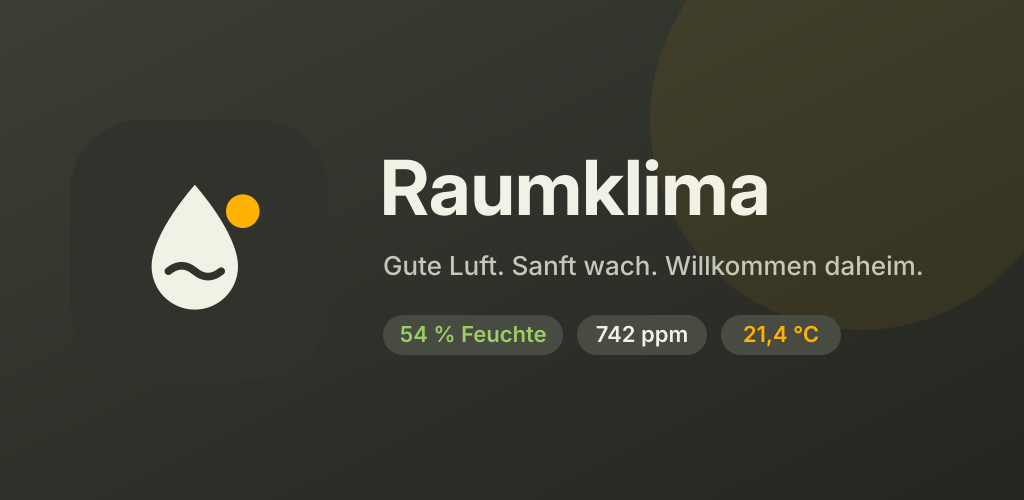 Raumklima
Gute Luft. Sanft wach. Willkommen daheim.
54 % Feuchte 742 ppm 21,4 °C